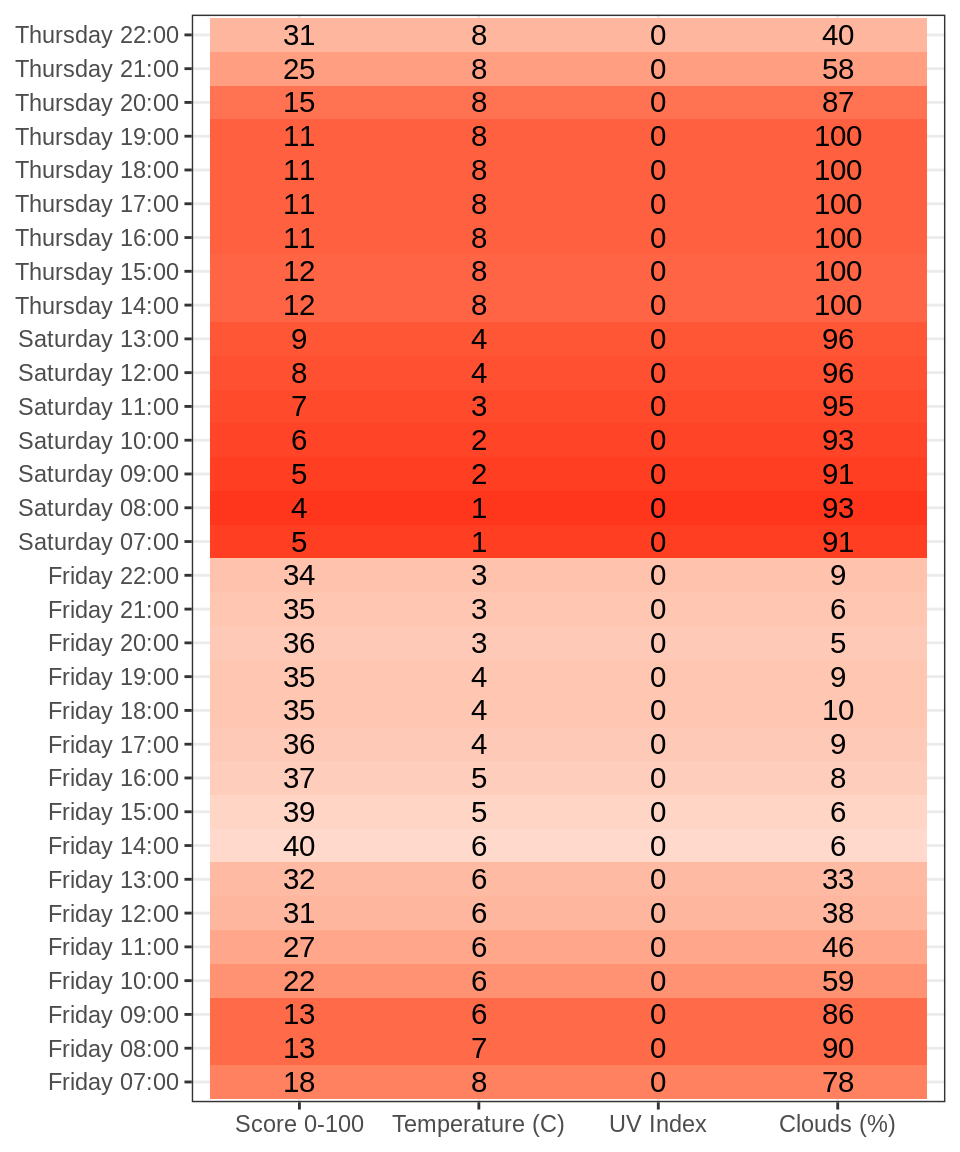 Thursday 22:00 31 8 0 40
Thursday 21:00 25 8 0 58
Thursday 20:00 15 8 0 87
Thursday 19:00 11 8 0 100
Thursday 18:00 11 8 0 100
Thursday 17:00 11 8 0 100
Thursday 16:00 11 8 0 100
Thursday 15:00 12 8 0 100
Thursday 14:00 12 8 0 100
Saturday 13:00 9 4 0 96
Saturday 12:00 8 4 0 96
Saturday 11:00 7 3 0 95
Saturday 10:00 6 2 0 93
Saturday 09:00 5 2 0 91
Saturday 08:00 4 1 0 93
Saturday 07:00 5 1 0 91
Friday 22:00 34 3 0 9
Friday 21:00 35 3 0 6
Friday 20:00 36 3 0 5
Friday 19:00 35 4 0 9
Friday 18:00 35 4 0 10
Friday 17:00 36 4 0 9
Friday 16:00 37 5 0 8
Friday 15:00 39 5 0 6
Friday 14:00 40 6 0 6
Friday 13:00 32 6 0 33
Friday 12:00 31 6 0 38
Friday 11:00 27 6 0 46
Friday 10:00 22 6 0 59
Friday 09:00 13 6 0 86
Friday 08:00 13 7 0 90
Friday 07:00 18 8 0 78
Score 0-100 Temperature (C) UV Index Clouds (%)